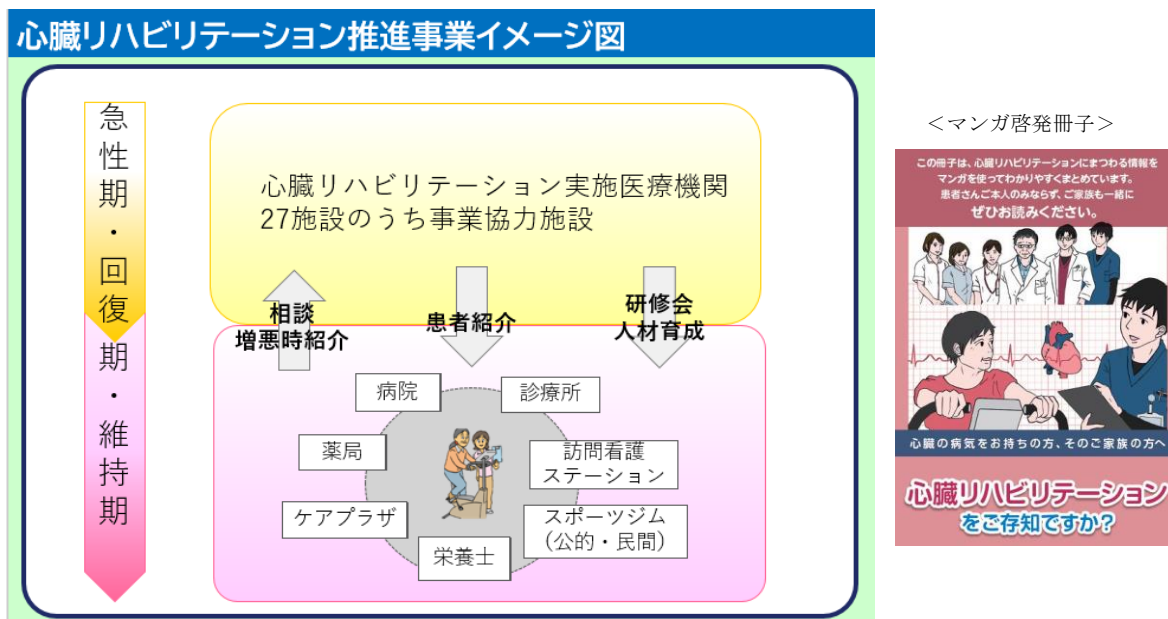 心臓リハビリテーション推進事業イメージ図
急性期・回復期・維持期
心臓リハビリテーション実施医療機関
27施設のうち事業協力施設
相談
増悪時紹介
患者紹介
研修会
人材育成
病院
診療所
薬局
訪問看護
ステーション
ケアプラザ
スポーツジム
(公的・民間)
栄養士
＜マンガ啓発冊子＞
この冊子は、心臓リハビリテーションにまつわる情報を
マンガを使ってわかりやすくまとめています。
患者さんご本人のみならず、ご家族も一緒に
ぜひお読みください。
心臓の病気をお持ちの方、そのご家族の方へ
心臓リハビリテーション
をご存知ですか?